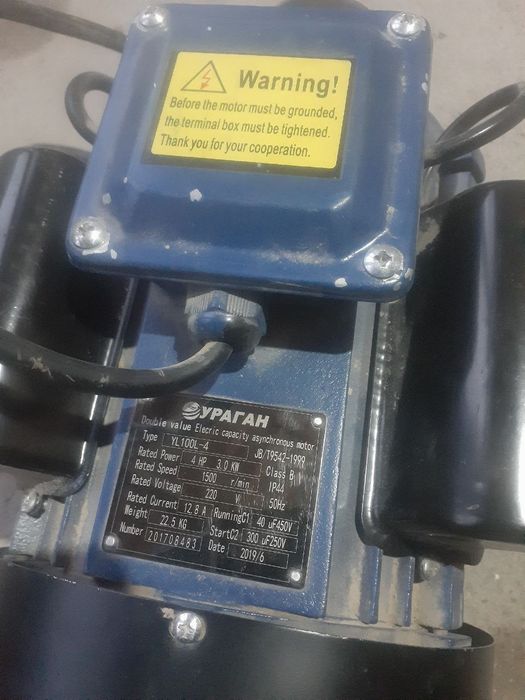 Warning!
Before the motor must be grounded,
the terminal box must be tightened.
Thank you for your cooperation.
УРАГАН
Double value Elecric capacity asynchronous motor
Type YL100L-4 JB/T9542-1999
Rated Power 4 HP 3.0 KW Class B
Rated Speed 1500 r/min IP44
Rated Voltage 220 V 50Hz
Rated Current 12.8 A RunningC1 40 uF450V
Weight 22.5 KG StartC2 300 uF250V
Number 201708483 Date 2019/6